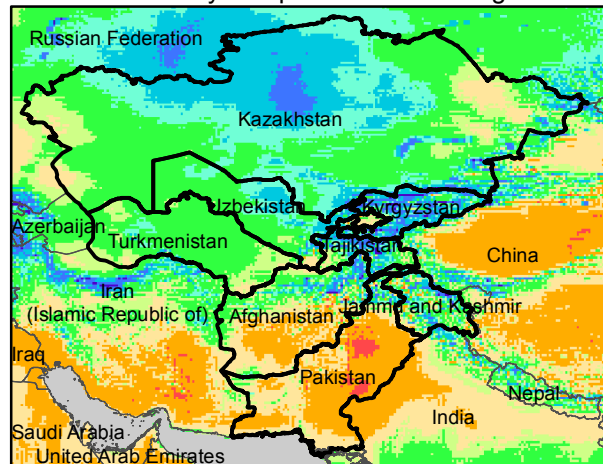 Russian Federation
Kazakhstan
Uzbekistan
Kyrgyzstan
Azerbaijan
Turkmenistan
Tajikistan
China
Iran
(Islamic Republic of)
Afghanistan
Jammu and Kashmir
Iraq
Pakistan
Nepal
India
Saudi Arabia
United Arab Emirates